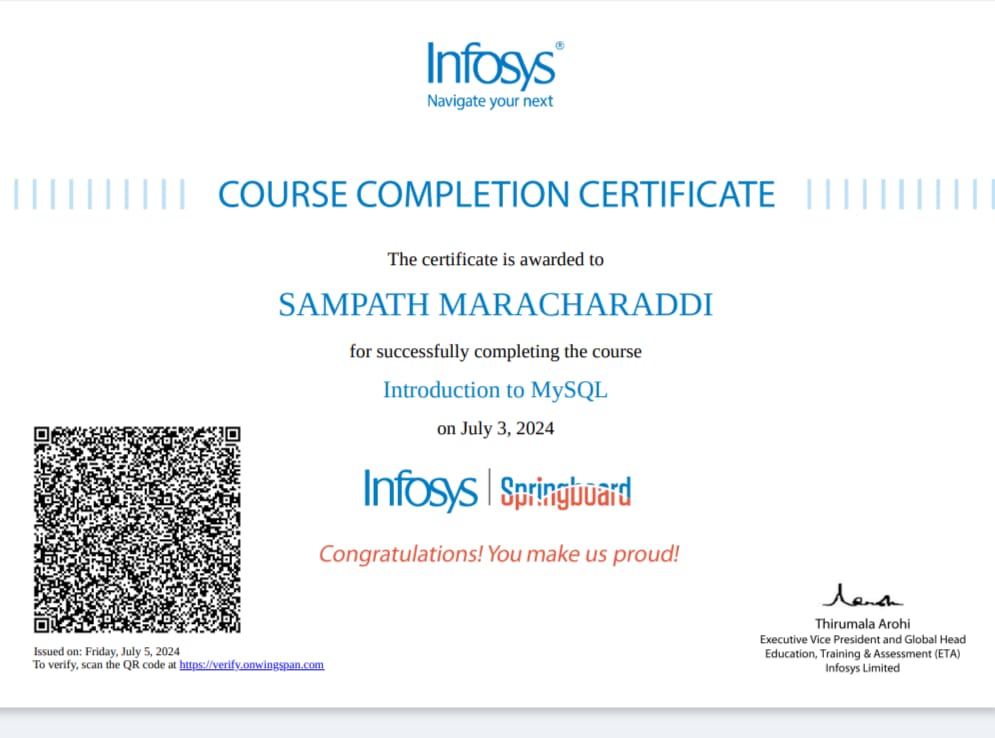 Infosys®
Navigate your next
COURSE COMPLETION CERTIFICATE
The certificate is awarded to
SAMPATH MARACHARADDI
for successfully completing the course
Introduction to MySQL
on July 3, 2024
Infosys | Springboard
Congratulations! You make us proud!
Issued on: Friday, July 5, 2024
To verify, scan the QR code at https://verify.onwingspan.com
Thirumala Arohi
Executive Vice President and Global Head
Education, Training & Assessment (ETA)
Infosys Limited